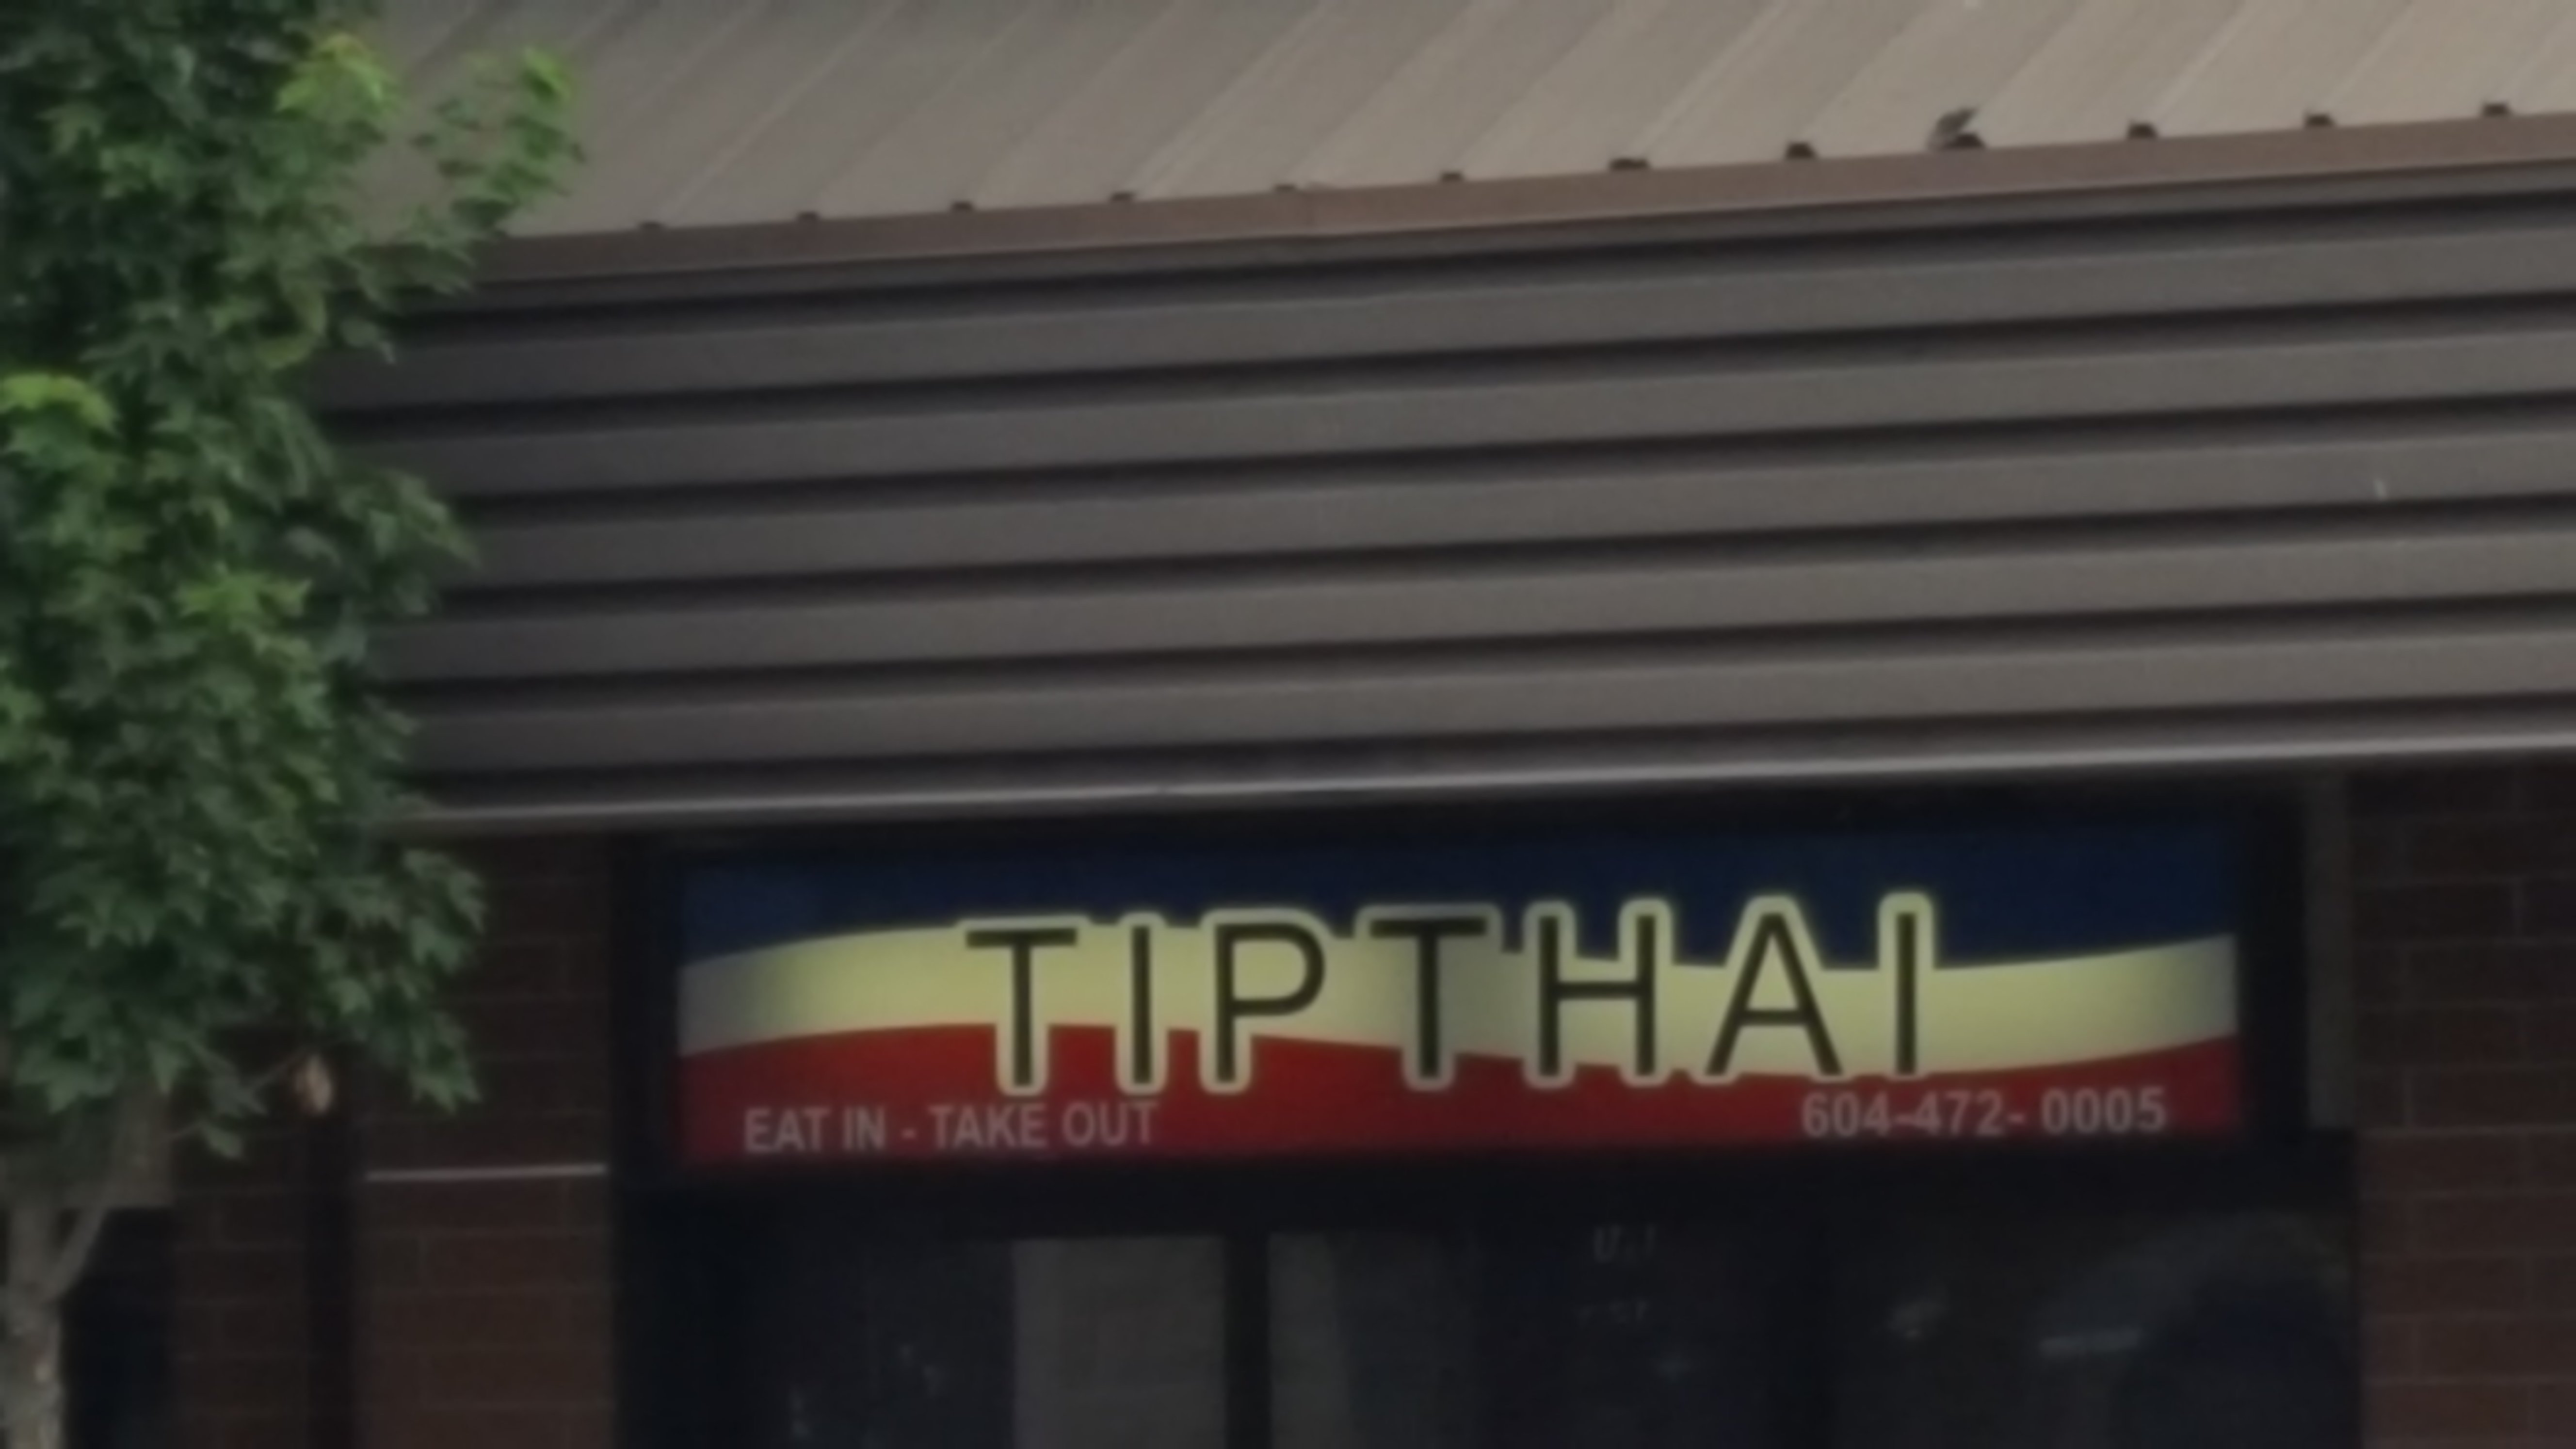 TIPTHAI
EAT IN - TAKE OUT
604-472- 0005